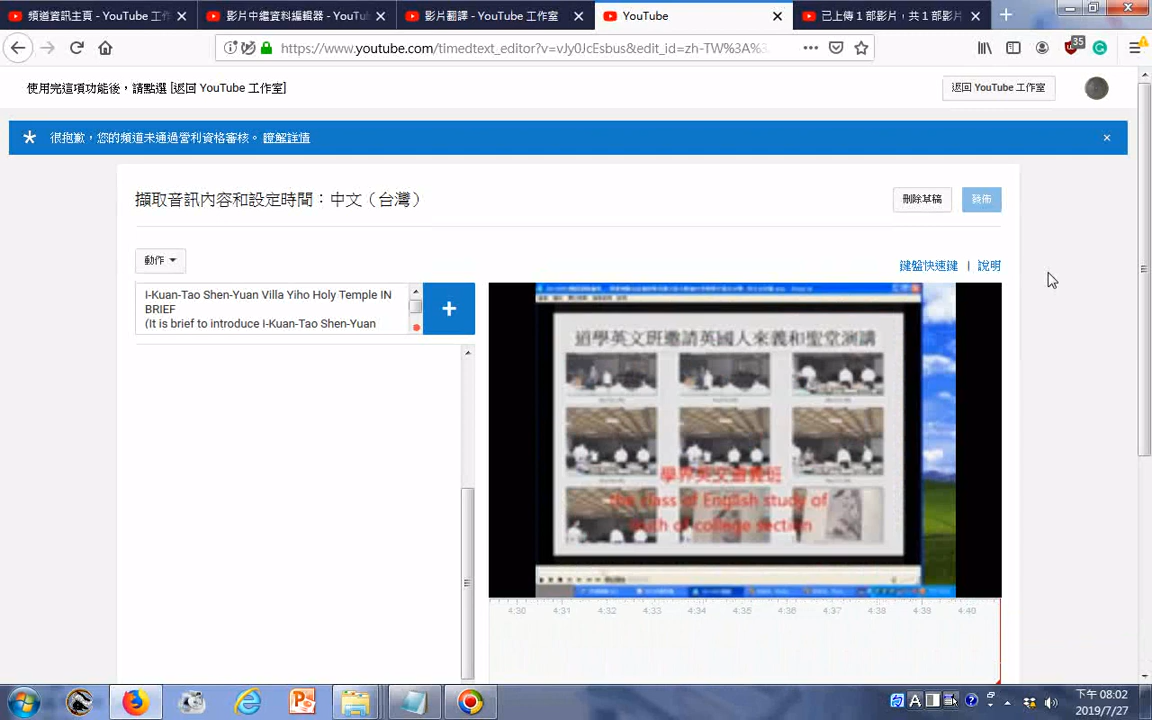 頻道資訊主頁 - YouTube 工作
影片中繼資料編輯器 - YouTu
影片翻譯 - YouTube 工作室
YouTube
已上傳 1 部影片，共 1 部影片
https://www.youtube.com/timedtext_editor?v=vJy0JcEsbus&edit_id=zh-TW%3A%3
35
使用完這項功能後，請點選 [返回 YouTube 工作室]
返回 YouTube 工作室
很抱歉，您的頻道未通過營利資格審核。 瞭解詳情
擷取音訊內容和設定時間：中文（台灣）
刪除草稿
發佈
動作
鍵盤快速鍵 | 說明
I-Kuan-Tao Shen-Yuan Villa Yiho Holy Temple IN
BRIEF
(It is brief to introduce I-Kuan-Tao Shen-Yuan
道學英文班邀請英國人來義和聖堂演講
學界英文道義班
the class of English study of
truth of college section
4:30 4:31 4:32 4:33 4:34 4:35 4:36 4:37 4:38 4:39 4:40
下午 08:02
2019/7/27